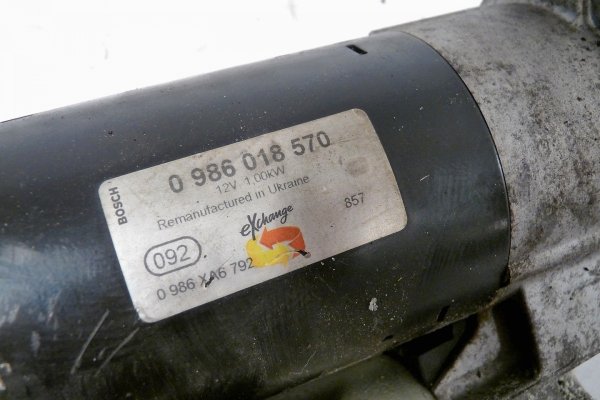 BOSCH
0 986 018 570
12V 1.00kW
Remanufactured in Ukraine
eXchange
857
092
0 986 XA6 792